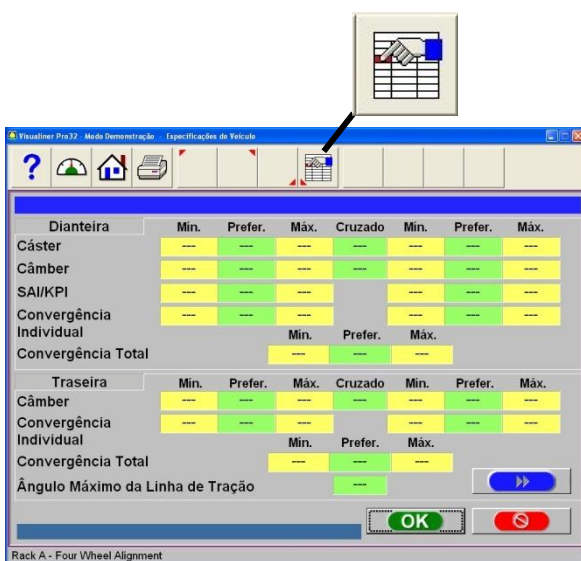 Visualiner Pro32 - Modo Demonstração - Especificações do Veículo
?
Dianteira Mín. Prefer. Máx. Cruzado Mín. Prefer. Máx.
Cáster --- --- --- --- --- --- ---
Câmber --- --- --- --- --- --- ---
SAI/KPI --- --- --- --- --- ---
Convergência --- --- --- --- --- ---
Individual Mín. Prefer. Máx.
Convergência Total --- --- ---
Traseira Mín. Prefer. Máx. Cruzado Mín. Prefer. Máx.
Câmber --- --- --- --- --- --- ---
Convergência --- --- --- --- --- ---
Individual Mín. Prefer. Máx.
Convergência Total --- --- ---
Ângulo Máximo da Linha de Tração ---
OK
Rack A - Four Wheel Alignment